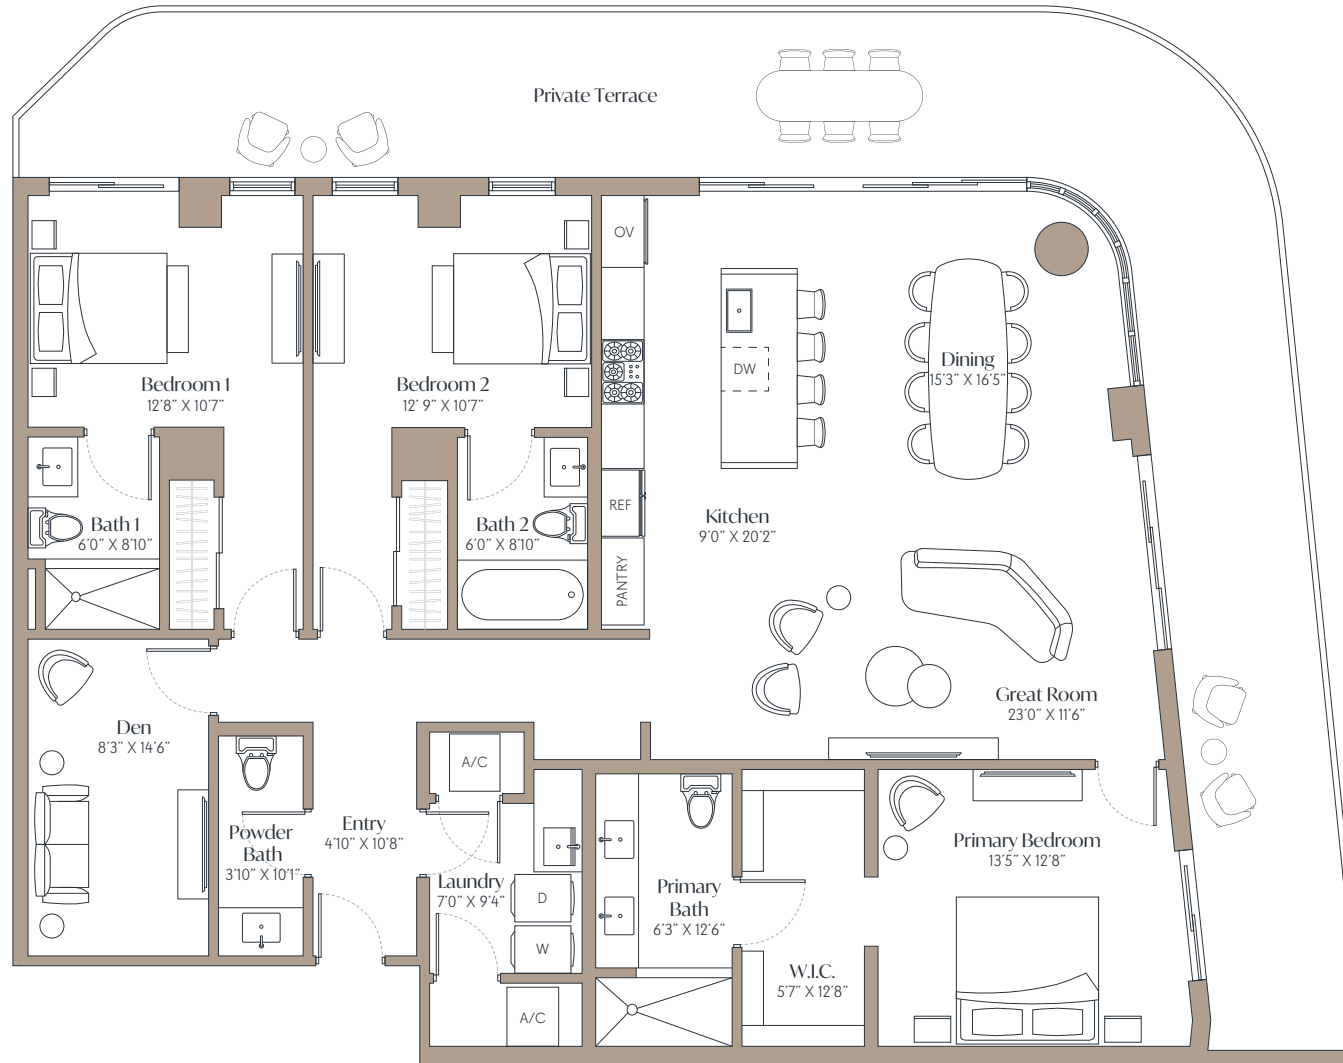 Private Terrace
OV
Bedroom 1
12'8" X 10'7"
Bedroom 2
12' 9" X 10'7"
DW
Dining
15'3" X 16'5"
Bath 1
6'0" X 8'10"
Bath 2
6'0" X 8'10"
REF
Kitchen
9'0" X 20'2"
PANTRY
Great Room
23'0" X 11'6"
Den
8'3" X 14'6"
A/C
Powder
Bath
3'10" X 10'1"
Entry
4'10" X 10'8"
Laundry
7'0" X 9'4"
D
W
A/C
Primary
Bath
6'3" X 12'6"
W.I.C.
5'7" X 12'8"
Primary Bedroom
13'5" X 12'8"